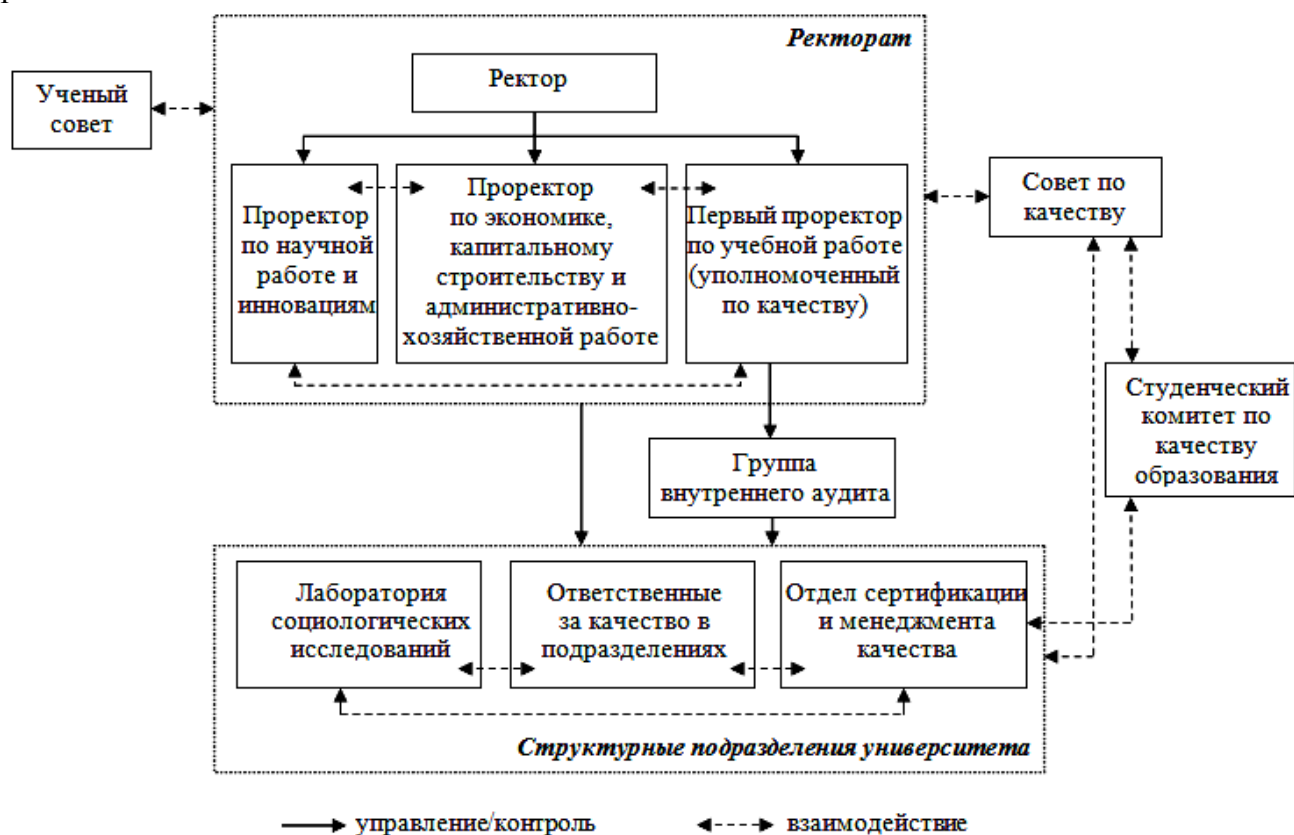 Ректорат
Ректор
Ученый
совет
Проректор
по научной
работе и
инновациям
Проректор
по экономике,
капитальному
строительству и
административно-
хозяйственной работе
Первый проректор
по учебной работе
(уполномоченный
по качеству)
Совет по
качеству
Студенческий
комитет по
качеству
образования
Группа
внутреннего аудита
Лаборатория
социологических
исследований
Ответственные
за качество в
подразделениях
Отдел сертификации
и менеджмента
качества
Структурные подразделения университета
управление/контроль
взаимодействие